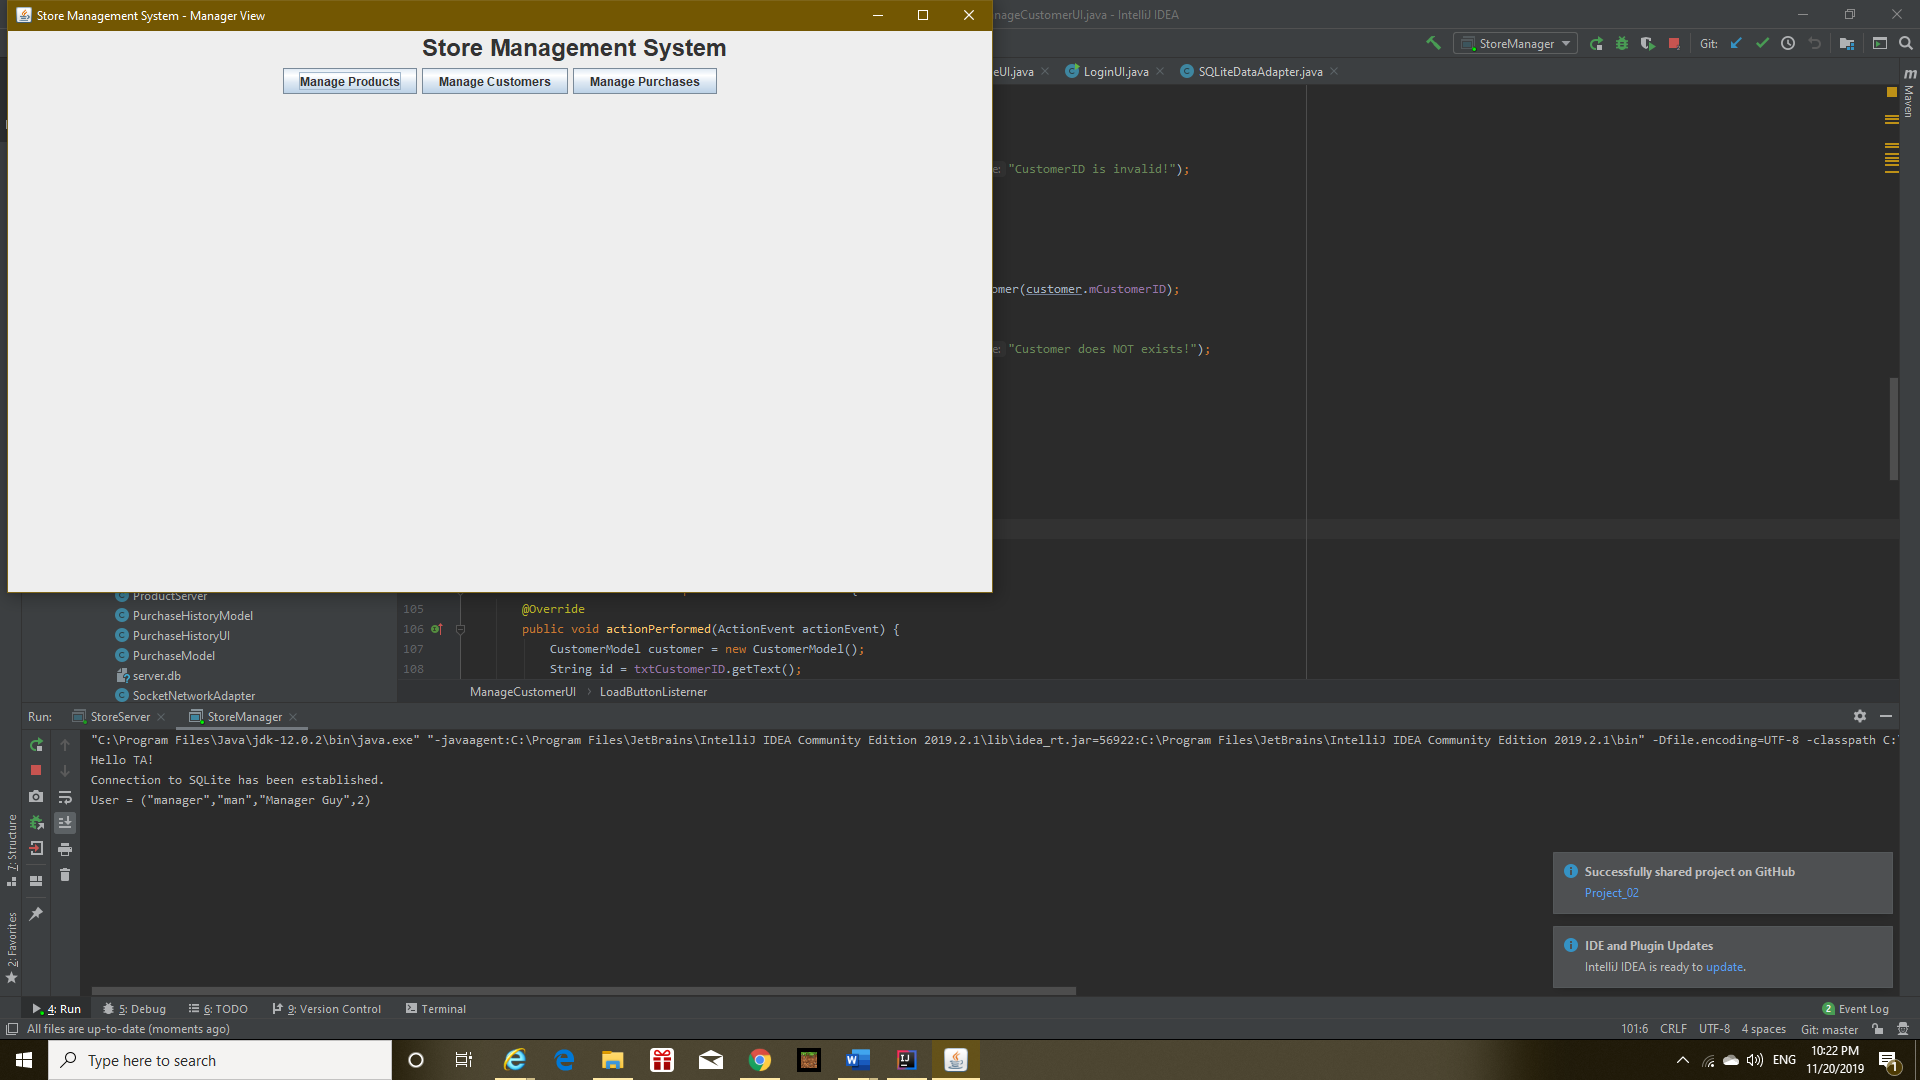 Store Management System - Manager View
Store Management System
Manage Products Manage Customers Manage Purchases
nageCustomerUI.java - IntelliJ IDEA
StoreManager Git:
eUI.java LoginUI.java SQLiteDataAdapter.java
m Maven
e: "CustomerID is invalid!");
omer(customer.mCustomerID);
e: "Customer does NOT exists!");
ProductServer
PurchaseHistoryModel
PurchaseHistoryUI
PurchaseModel
server.db
SocketNetworkAdapter
105 @Override
106 public void actionPerformed(ActionEvent actionEvent) {
107 CustomerModel customer = new CustomerModel();
108 String id = txtCustomerID.getText();
ManageCustomerUI › LoadButtonListerner
Run: StoreServer StoreManager
"C:\Program Files\Java\jdk-12.0.2\bin\java.exe" "-javaagent:C:\Program Files\JetBrains\IntelliJ IDEA Community Edition 2019.2.1\lib\idea_rt.jar=56922:C:\Program Files\JetBrains\IntelliJ IDEA Community Edition 2019.2.1\bin" -Dfile.encoding=UTF-8 -classpath C:
Hello TA!
Connection to SQLite has been established.
User = ("manager","man","Manager Guy",2)
7: Structure
2: Favorites
Successfully shared project on GitHub
Project_02
IDE and Plugin Updates
IntelliJ IDEA is ready to update.
4: Run 5: Debug 6: TODO 9: Version Control Terminal 2 Event Log
All files are up-to-date (moments ago) 101:6 CRLF UTF-8 4 spaces Git: master
Type here to search
ENG
10:22 PM
11/20/2019
1